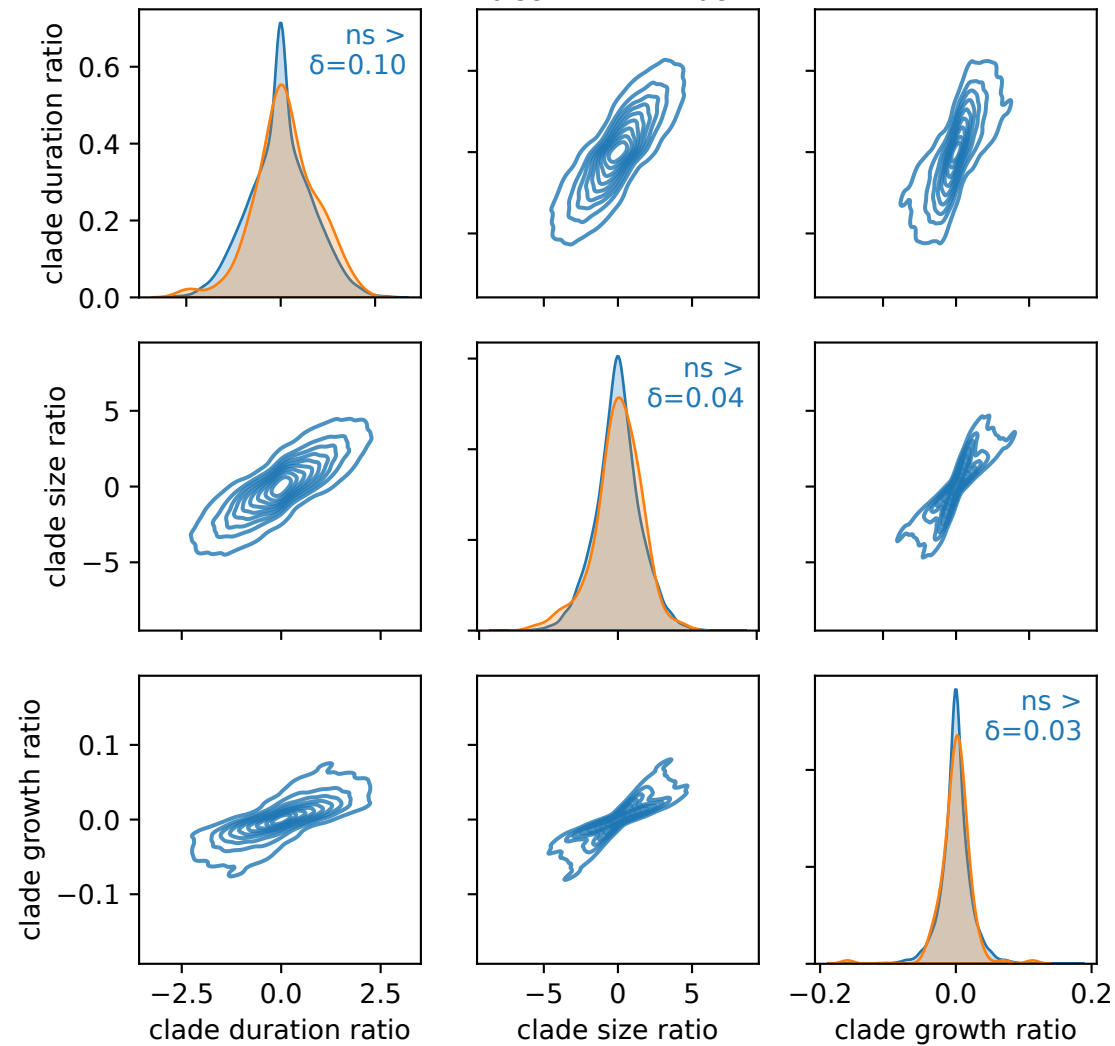 clade duration ratio
0.6
0.4
0.2
0.0
ns >
δ=0.10
clade size ratio
5
0
−5
ns >
δ=0.04
clade growth ratio
0.1
0.0
−0.1
ns >
δ=0.03
−2.5 0.0 2.5
−5 0 5
−0.2 0.0 0.2
clade duration ratio
clade size ratio
clade growth ratio